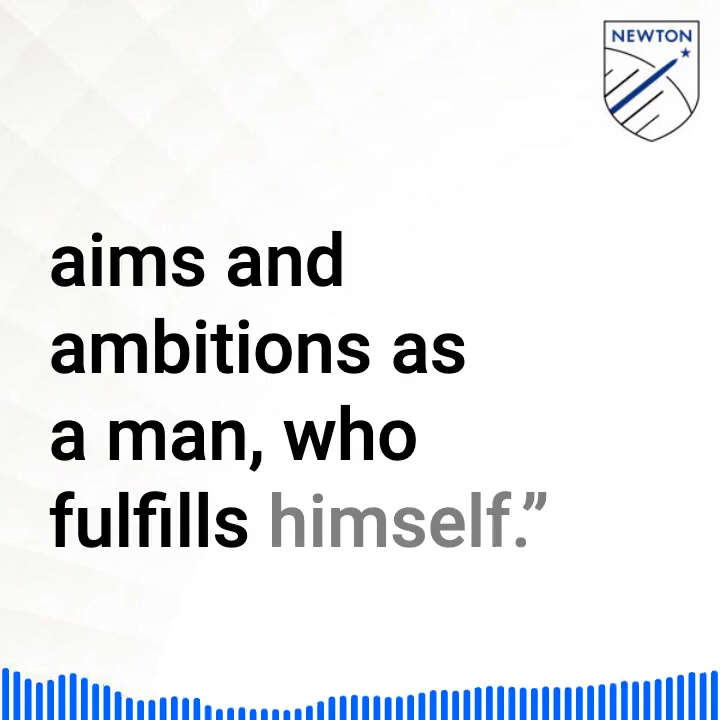 NEWTON
aims and
ambitions as
a man, who
fulfills himself.”